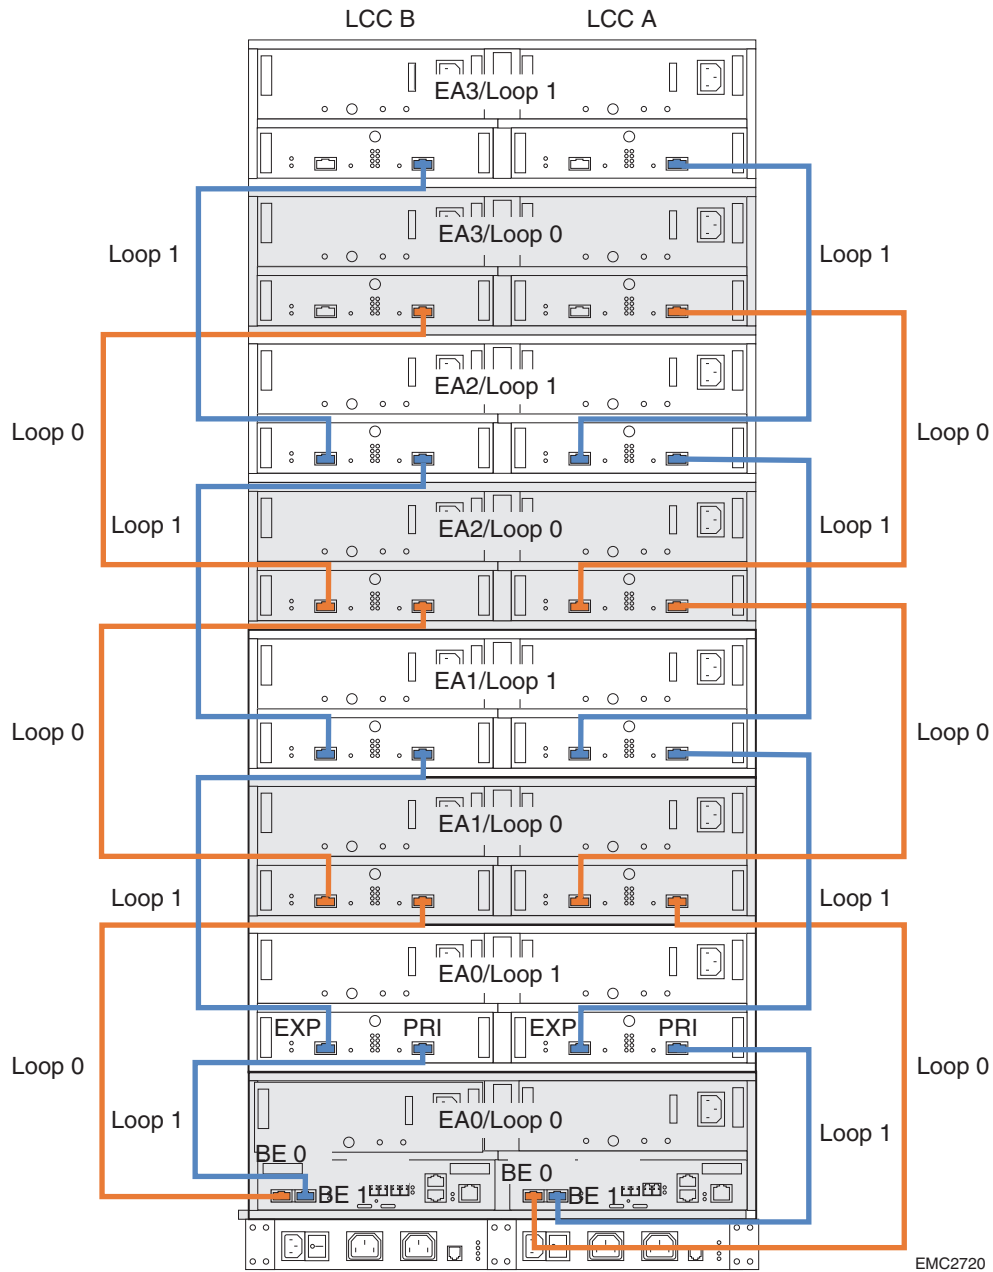 LCC B LCC A
EA3/Loop 1
EA3/Loop 0
Loop 1 Loop 1
EA2/Loop 1
Loop 0 Loop 0
Loop 1 EA2/Loop 0 Loop 1
EA1/Loop 1
Loop 0 Loop 0
EA1/Loop 0
Loop 1 Loop 1
EA0/Loop 1
EXP PRI EXP PRI
Loop 0 Loop 0
Loop 1 EA0/Loop 0 Loop 1
BE 0 BE 0
BE 1 BE 1
EMC2720